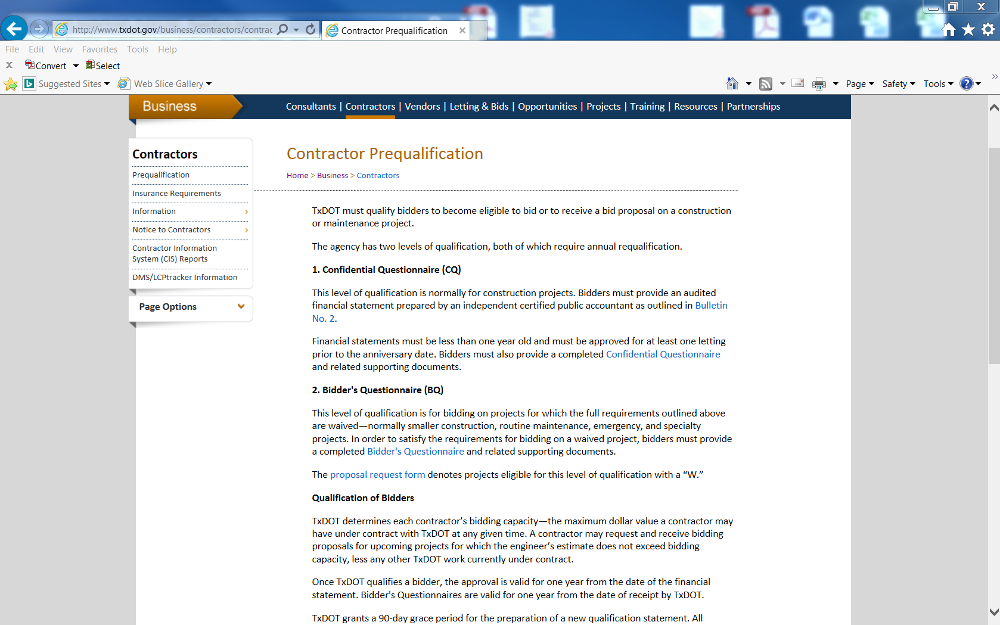 http://www.txdot.gov/business/contractors/contrac
Contractor Prequalification
File Edit View Favorites Tools Help
x Convert Select
Suggested Sites Web Slice Gallery Page Safety Tools
Business
Consultants | Contractors | Vendors | Letting & Bids | Opportunities | Projects | Training | Resources | Partnerships
Contractors
Prequalification
Insurance Requirements
Information
Notice to Contractors
Contractor Information
System (CIS) Reports
DMS/LCPtracker Information
Page Options
Contractor Prequalification
Home > Business > Contractors
TxDOT must qualify bidders to become eligible to bid or to receive a bid proposal on a construction
or maintenance project.
The agency has two levels of qualification, both of which require annual requalification.
1. Confidential Questionnaire (CQ)
This level of qualification is normally for construction projects. Bidders must provide an audited
financial statement prepared by an independent certified public accountant as outlined in Bulletin
No. 2.
Financial statements must be less than one year old and must be approved for at least one letting
prior to the anniversary date. Bidders must also provide a completed Confidential Questionnaire
and related supporting documents.
2. Bidder's Questionnaire (BQ)
This level of qualification is for bidding on projects for which the full requirements outlined above
are waived—normally smaller construction, routine maintenance, emergency, and specialty
projects. In order to satisfy the requirements for bidding on a waived project, bidders must provide
a completed Bidder's Questionnaire and related supporting documents.
The proposal request form denotes projects eligible for this level of qualification with a “W.”
Qualification of Bidders
TxDOT determines each contractor’s bidding capacity—the maximum dollar value a contractor may
have under contract with TxDOT at any given time. A contractor may request and receive bidding
proposals for upcoming projects for which the engineer’s estimate does not exceed bidding
capacity, less any other TxDOT work currently under contract.
Once TxDOT qualifies a bidder, the approval is valid for one year from the date of the financial
statement. Bidder's Questionnaires are valid for one year from the date of receipt by TxDOT.
TxDOT grants a 90-day grace period for the preparation of a new qualification statement. All